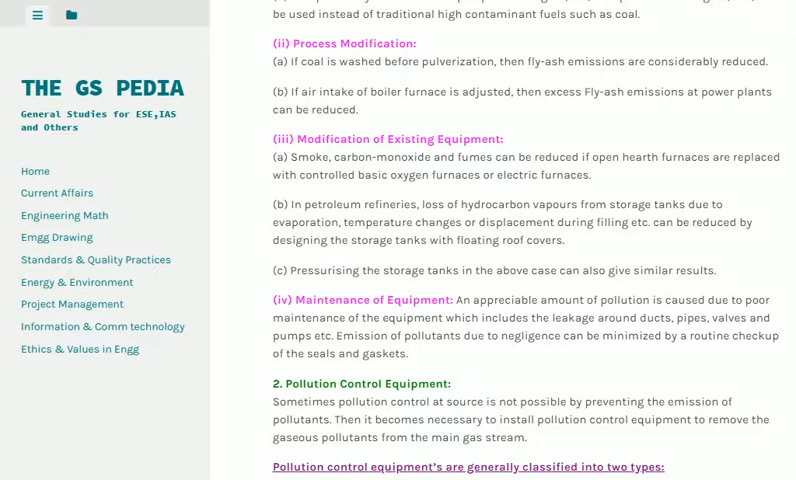 THE GS PEDIA
General Studies for ESE,IAS
and Others
Home
Current Affairs
Engineering Math
Emgg Drawing
Standards & Quality Practices
Energy & Environment
Project Management
Information & Comm technology
Ethics & Values in Engg
be used instead of traditional high contaminant fuels such as coal.
(ii) Process Modification:
(a) If coal is washed before pulverization, then fly-ash emissions are considerably reduced.
(b) If air intake of boiler furnace is adjusted, then excess Fly-ash emissions at power plants
can be reduced.
(iii) Modification of Existing Equipment:
(a) Smoke, carbon-monoxide and fumes can be reduced if open hearth furnaces are replaced
with controlled basic oxygen furnaces or electric furnaces.
(b) In petroleum refineries, loss of hydrocarbon vapours from storage tanks due to
evaporation, temperature changes or displacement during filling etc. can be reduced by
designing the storage tanks with floating roof covers.
(c) Pressurising the storage tanks in the above case can also give similar results.
(iv) Maintenance of Equipment: An appreciable amount of pollution is caused due to poor
maintenance of the equipment which includes the leakage around ducts, pipes, valves and
pumps etc. Emission of pollutants due to negligence can be minimized by a routine checkup
of the seals and gaskets.
2. Pollution Control Equipment:
Sometimes pollution control at source is not possible by preventing the emission of
pollutants. Then it becomes necessary to install pollution control equipment to remove the
gaseous pollutants from the main gas stream.
Pollution control equipment's are generally classified into two types: